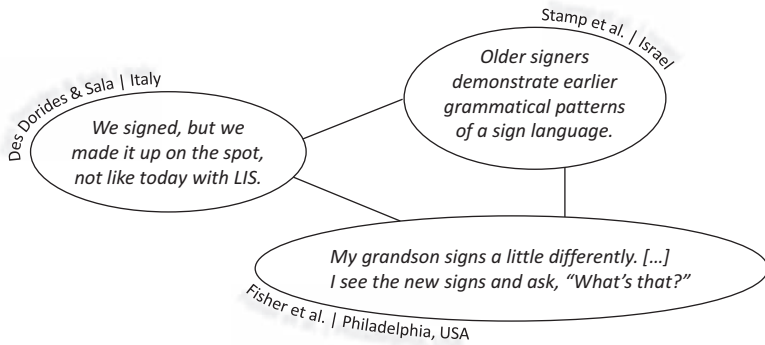 Stamp et al. | Israel
Older signers
demonstrate earlier
grammatical patterns
of a sign language.
Des Dorides & Sala | Italy
We signed, but we
made it up on the spot,
not like today with LIS.
My grandson signs a little differently. […]
I see the new signs and ask, “What’s that?”
Fisher et al. | Philadelphia, USA